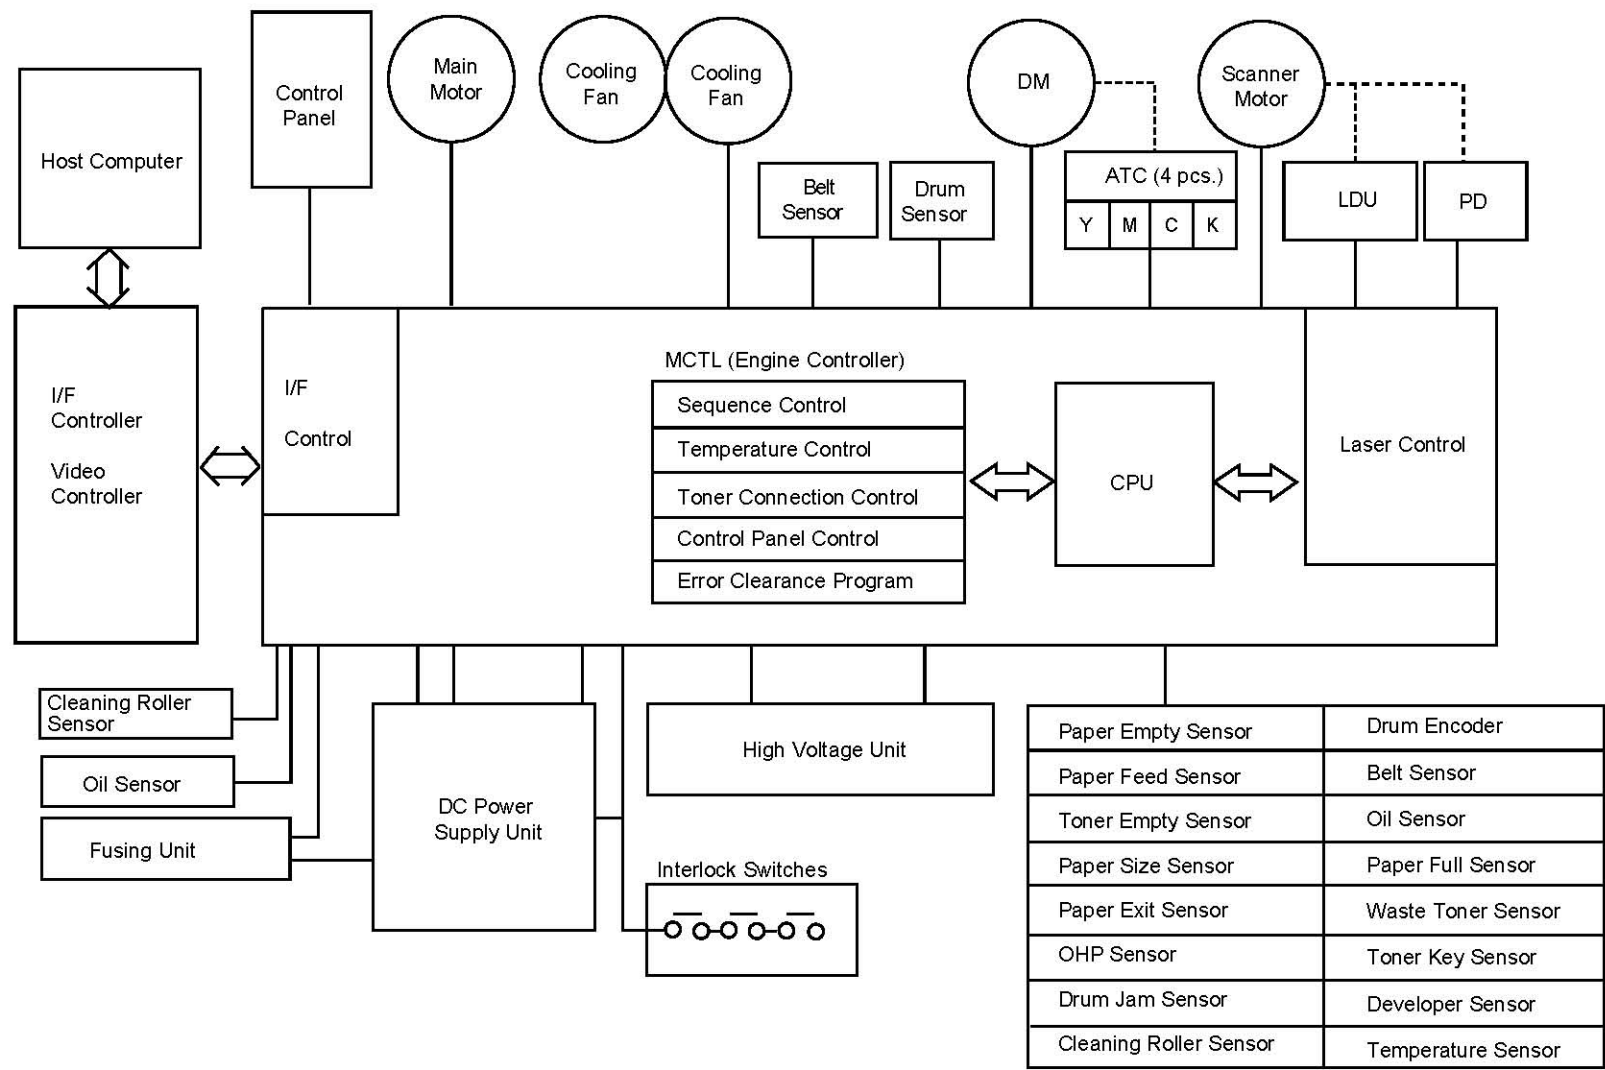 Host Computer
Control
Panel
Main
Motor
Cooling
Fan
Cooling
Fan
DM
Scanner
Motor
Belt
Sensor
Drum
Sensor
ATC (4 pcs.)
Y M C K
LDU
PD
I/F
Controller
Video
Controller
I/F
Control
MCTL (Engine Controller)
Sequence Control
Temperature Control
Toner Connection Control
Control Panel Control
Error Clearance Program
CPU
Laser Control
Cleaning Roller
Sensor
Oil Sensor
Fusing Unit
DC Power
Supply Unit
High Voltage Unit
Interlock Switches
Paper Empty Sensor
Drum Encoder
Paper Feed Sensor
Belt Sensor
Toner Empty Sensor
Oil Sensor
Paper Size Sensor
Paper Full Sensor
Paper Exit Sensor
Waste Toner Sensor
OHP Sensor
Toner Key Sensor
Drum Jam Sensor
Developer Sensor
Cleaning Roller Sensor
Temperature Sensor